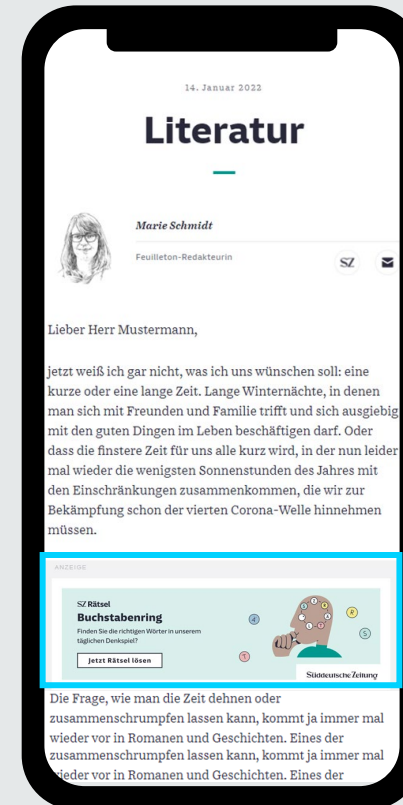 14. Januar 2022
Literatur
Marie Schmidt
Feuilleton-Redakteurin
SZ
Lieber Herr Mustermann,
jetzt weiß ich gar nicht, was ich uns wünschen soll: eine
kurze oder eine lange Zeit. Lange Winternächte, in denen
man sich mit Freunden und Familie trifft und sich ausgiebig
mit den guten Dingen im Leben beschäftigen darf. Oder
dass die finstere Zeit für uns alle kurz wird, in der nun leider
mal wieder die wenigsten Sonnenstunden des Jahres mit
den Einschränkungen zusammenkommen, die wir zur
Bekämpfung schon der vierten Corona-Welle hinnehmen
müssen.
ANZEIGE
SZ Rätsel
Buchstabenring
Finden Sie die richtigen Wörter in unserem
täglichen Denkspiel?
Jetzt Rätsel lösen
Süddeutsche Zeitung
Die Frage, wie man die Zeit dehnen oder
zusammenschrumpfen lassen kann, kommt ja immer mal
wieder vor in Romanen und Geschichten. Eines der
zusammenschrumpfen lassen kann, kommt ja immer mal
wieder vor in Romanen und Geschichten. Eines der